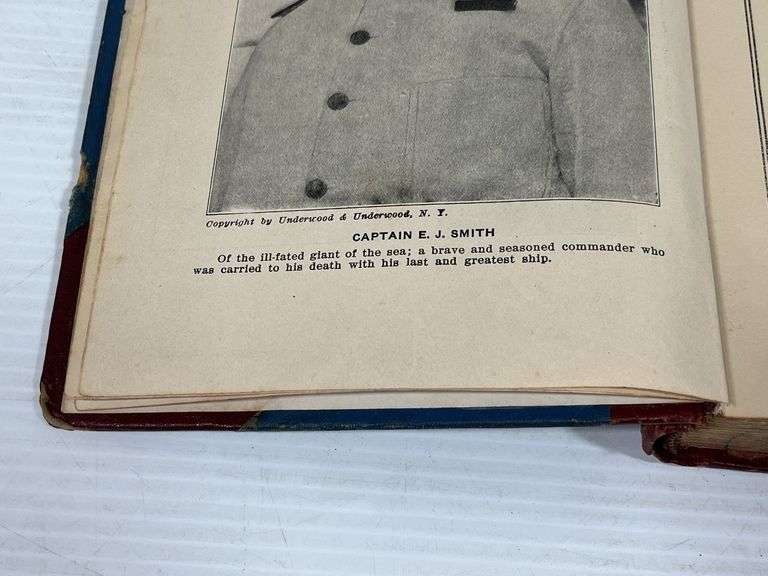 Copyright by Underwood & Underwood, N. Y.
CAPTAIN E. J. SMITH
Of the ill-fated giant of the sea; a brave and seasoned commander who
was carried to his death with his last and greatest ship.